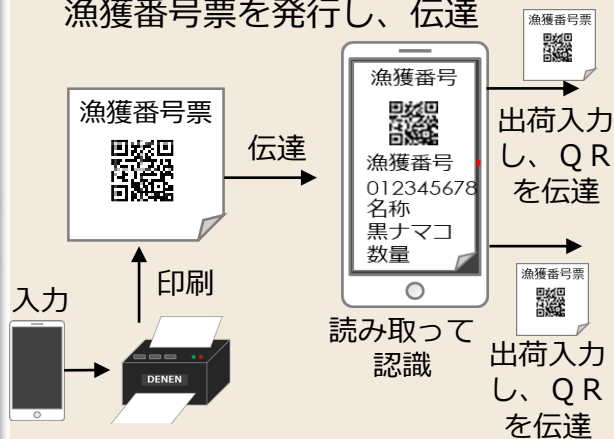 漁獲番号票を発行し、伝達
漁獲番号票
伝達
入力
印刷
DENEN
漁獲番号
漁獲番号
012345678
名称
黒ナマコ
数量
読み取って
認識
漁獲番号票
出荷入力
し、ＱＲ
を伝達
漁獲番号票
出荷入力
し、ＱＲ
を伝達